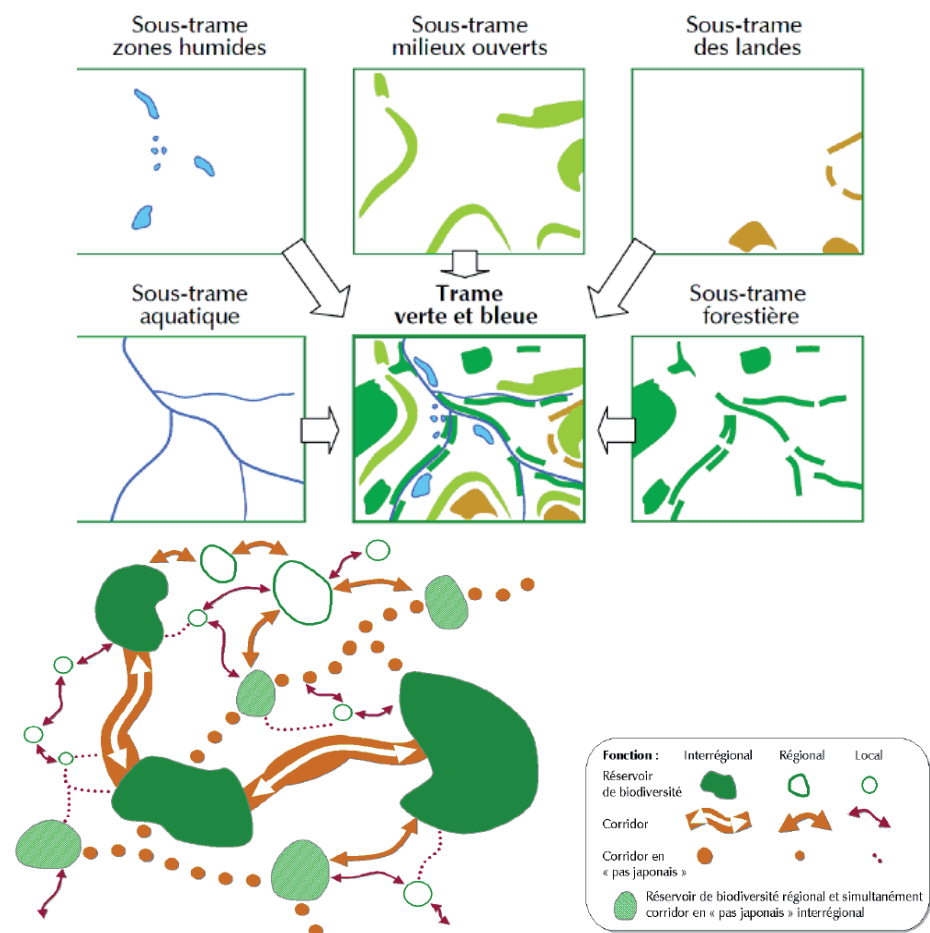 Sous-trame
zones humides
Sous-trame
milieux ouverts
Sous-trame
des landes
Sous-trame
aquatique
Trame
verte et bleue
Sous-trame
forestière
Fonction :
Interrégional
Régional
Local
Réservoir
de biodiversité
Corridor
Corridor en
« pas japonais »
Réservoir de biodiversité régional et simultanément
corridor en « pas japonais » interrégional